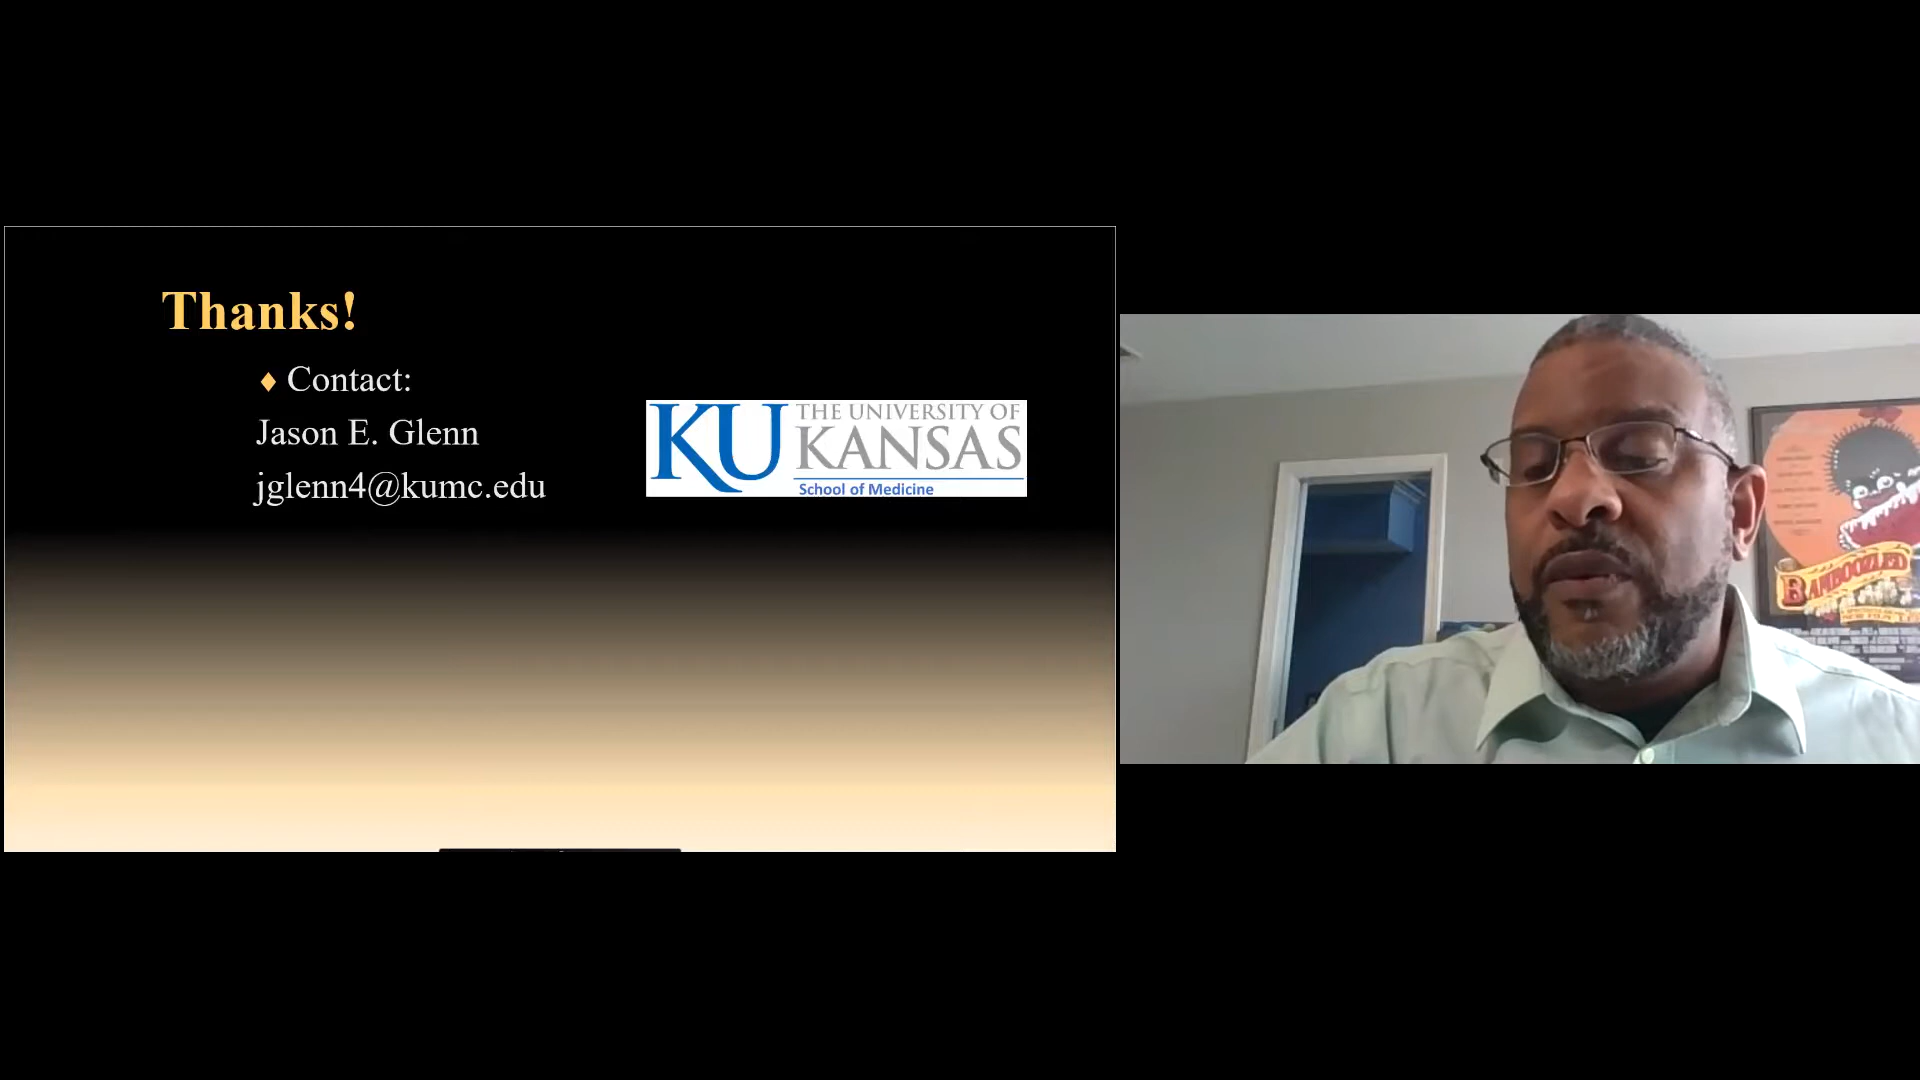 Thanks!
♦ Contact:
Jason E. Glenn
jglenn4@kumc.edu
KU THE UNIVERSITY OF
KANSAS
School of Medicine
BAMBOOZLED